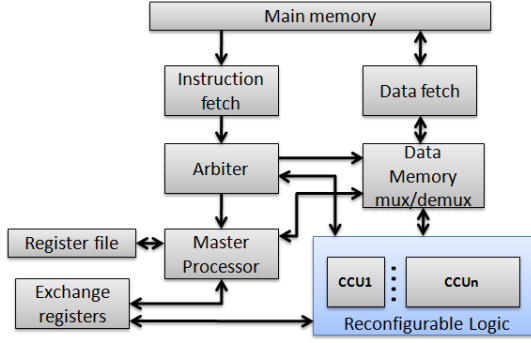 Main memory
Instruction
fetch
Data fetch
Arbiter
Data
Memory
mux/demux
Register file
Master
Processor
Exchange
registers
CCU1
CCUn
Reconfigurable Logic